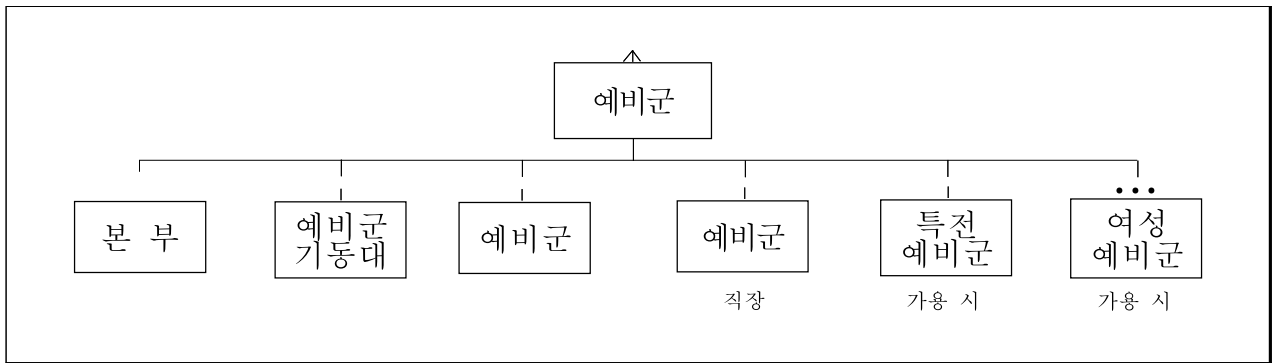 예비군
본 부
예비군
기동대
예비군
예비군
특전
예비군
여성
예비군
직장
가용 시
가용 시